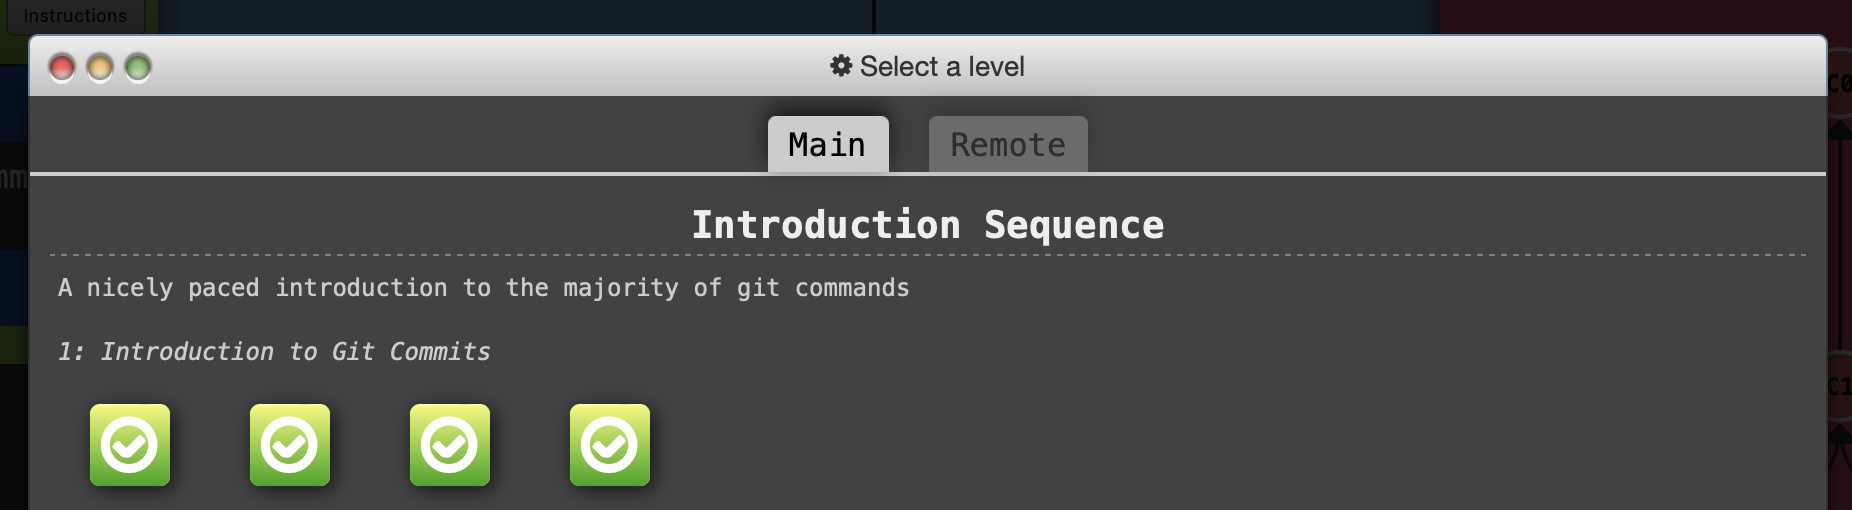 Instructions
Select a level
Main
Remote
Introduction Sequence
A nicely paced introduction to the majority of git commands
1: Introduction to Git Commits
C0
C1